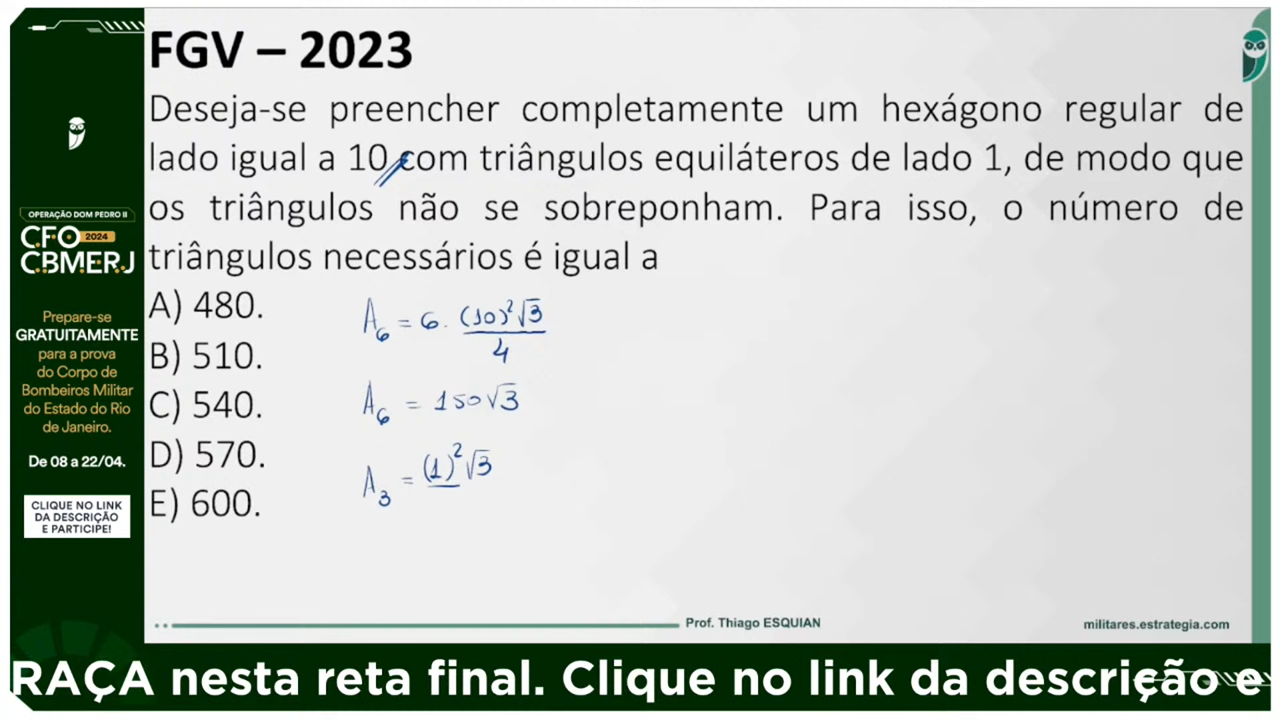 FGV – 2023
Deseja-se preencher completamente um hexágono regular de
lado igual a 10 com triângulos equiláteros de lado 1, de modo que
os triângulos não se sobreponham. Para isso, o número de
triângulos necessários é igual a
A) 480.
B) 510.
C) 540.
D) 570.
E) 600.
A₆ = 6 . (10)²√3
4
A₆ = 150√3
A₃ = (1)²√3
OPERAÇÃO DOM PEDRO II
CFO 2024
CBMERJ
Prepare-se
GRATUITAMENTE
para a prova
do Corpo de
Bombeiros Militar
do Estado do Rio
de Janeiro.
De 08 a 22/04.
CLIQUE NO LINK
DA DESCRIÇÃO
E PARTICIPE!
Prof. Thiago ESQUIAN
militares.estrategia.com
RAÇA nesta reta final. Clique no link da descrição e